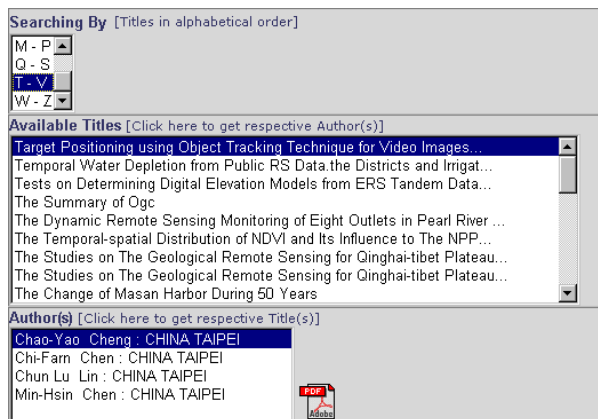 Searching By [Titles in alphabetical order]
M - P
Q - S
T - V
W - Z
Available Titles [Click here to get respective Author(s)]
Target Positioning using Object Tracking Technique for Video Images...
Temporal Water Depletion from Public RS Data.the Districts and Irrigat...
Tests on Determining Digital Elevation Models from ERS Tandem Data...
The Summary of Ogc
The Dynamic Remote Sensing Monitoring of Eight Outlets in Pearl River ...
The Temporal-spatial Distribution of NDVI and Its Influence to The NPP...
The Studies on The Geological Remote Sensing for Qinghai-tibet Plateau...
The Studies on The Geological Remote Sensing for Qinghai-tibet Plateau...
The Change of Masan Harbor During 50 Years
Author(s) [Click here to get respective Title(s)]
Chao-Yao Cheng : CHINA TAIPEI
Chi-Farn Chen : CHINA TAIPEI
Chun Lu Lin : CHINA TAIPEI
Min-Hsin Chen : CHINA TAIPEI
PDF
Adobe